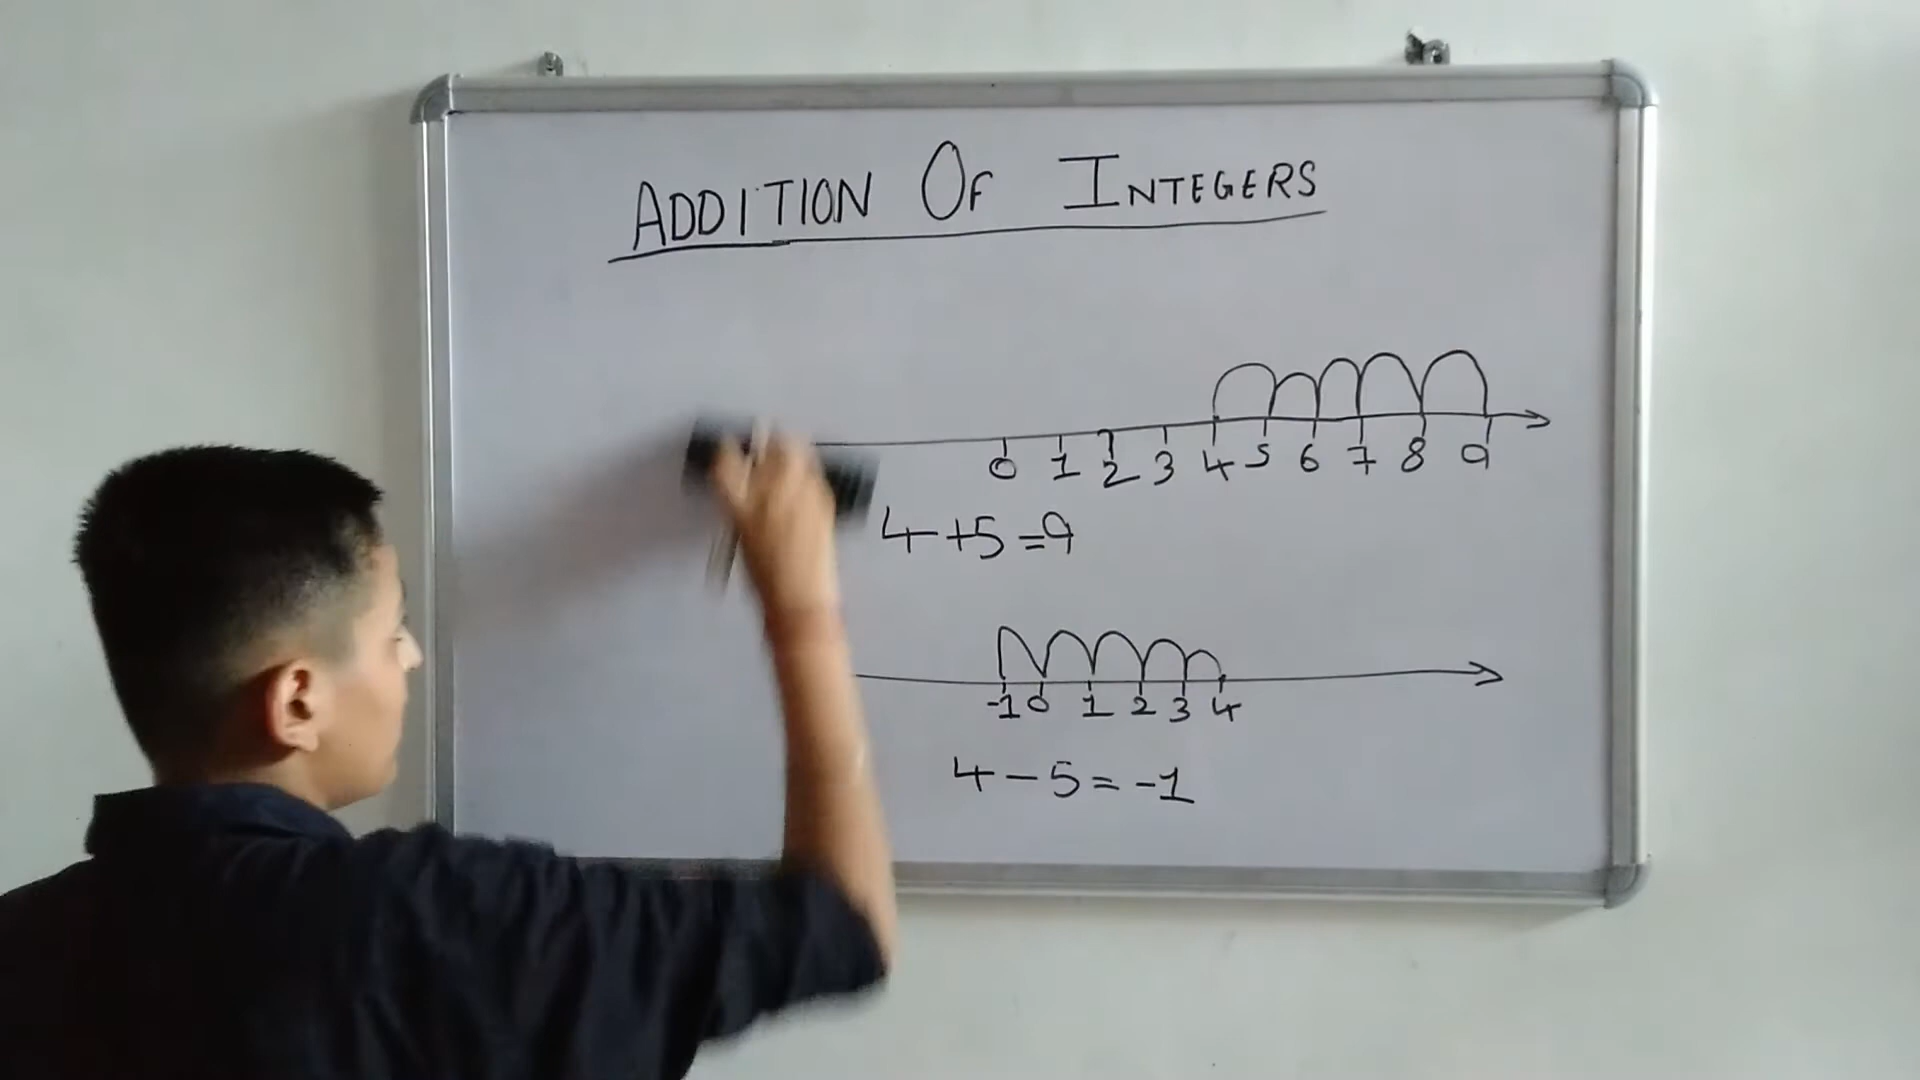 ADDITION OF INTEGERS
0 1 2 3 4 5 6 7 8 9
4+5=9
-1 0 1 2 3 4
4-5=-1